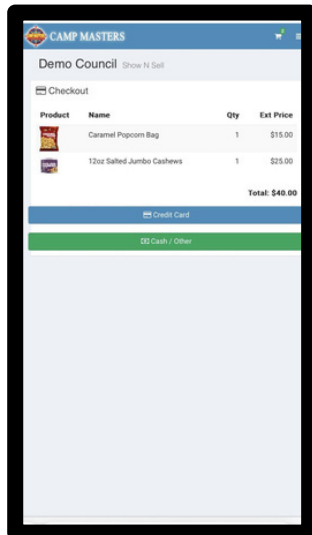 CAMP MASTERS
Demo Council Show N Sell
Checkout
Product Name Qty Ext Price
Caramel Popcorn Bag 1 $15.00
12oz Salted Jumbo Cashews 1 $25.00
Total: $40.00
Credit Card
Cash / Other